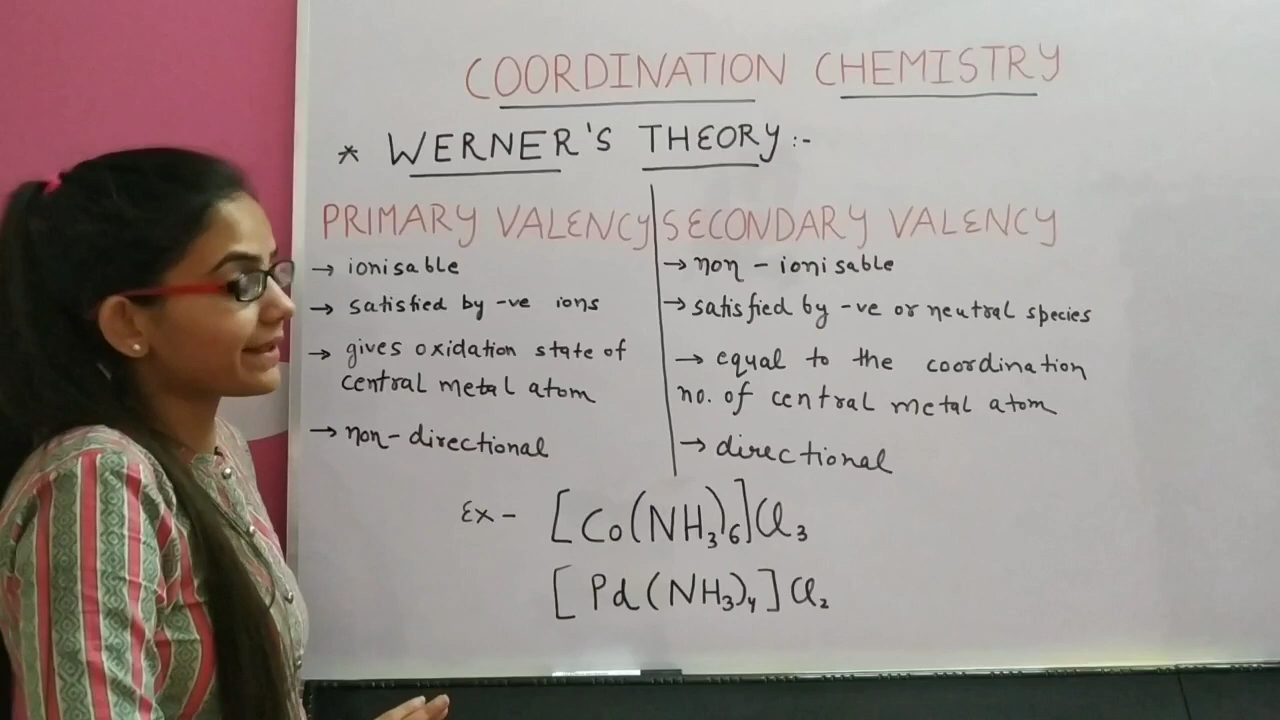 COORDINATION CHEMISTRY
* WERNER'S THEORY :-
PRIMARY VALENCY
→ ionisable
→ satisfied by -ve ions
→ gives oxidation state of
central metal atom
→ non-directional
SECONDARY VALENCY
→ non-ionisable
→ satisfied by -ve or neutral species
→ equal to the coordination
no. of central metal atom
→ directional
Ex- [Co(NH₃)₆]Cl₃
[Pd(NH₃)₄]Cl₂